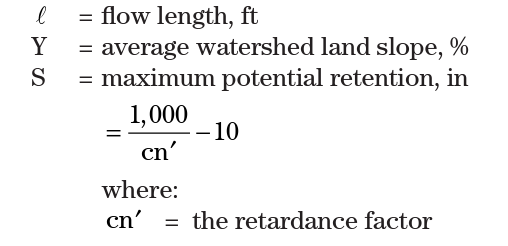 ℓ = flow length, ft
Y = average watershed land slope, %
S = maximum potential retention, in
= 1,000/cn′ − 10
where:
cn′ = the retardance factor